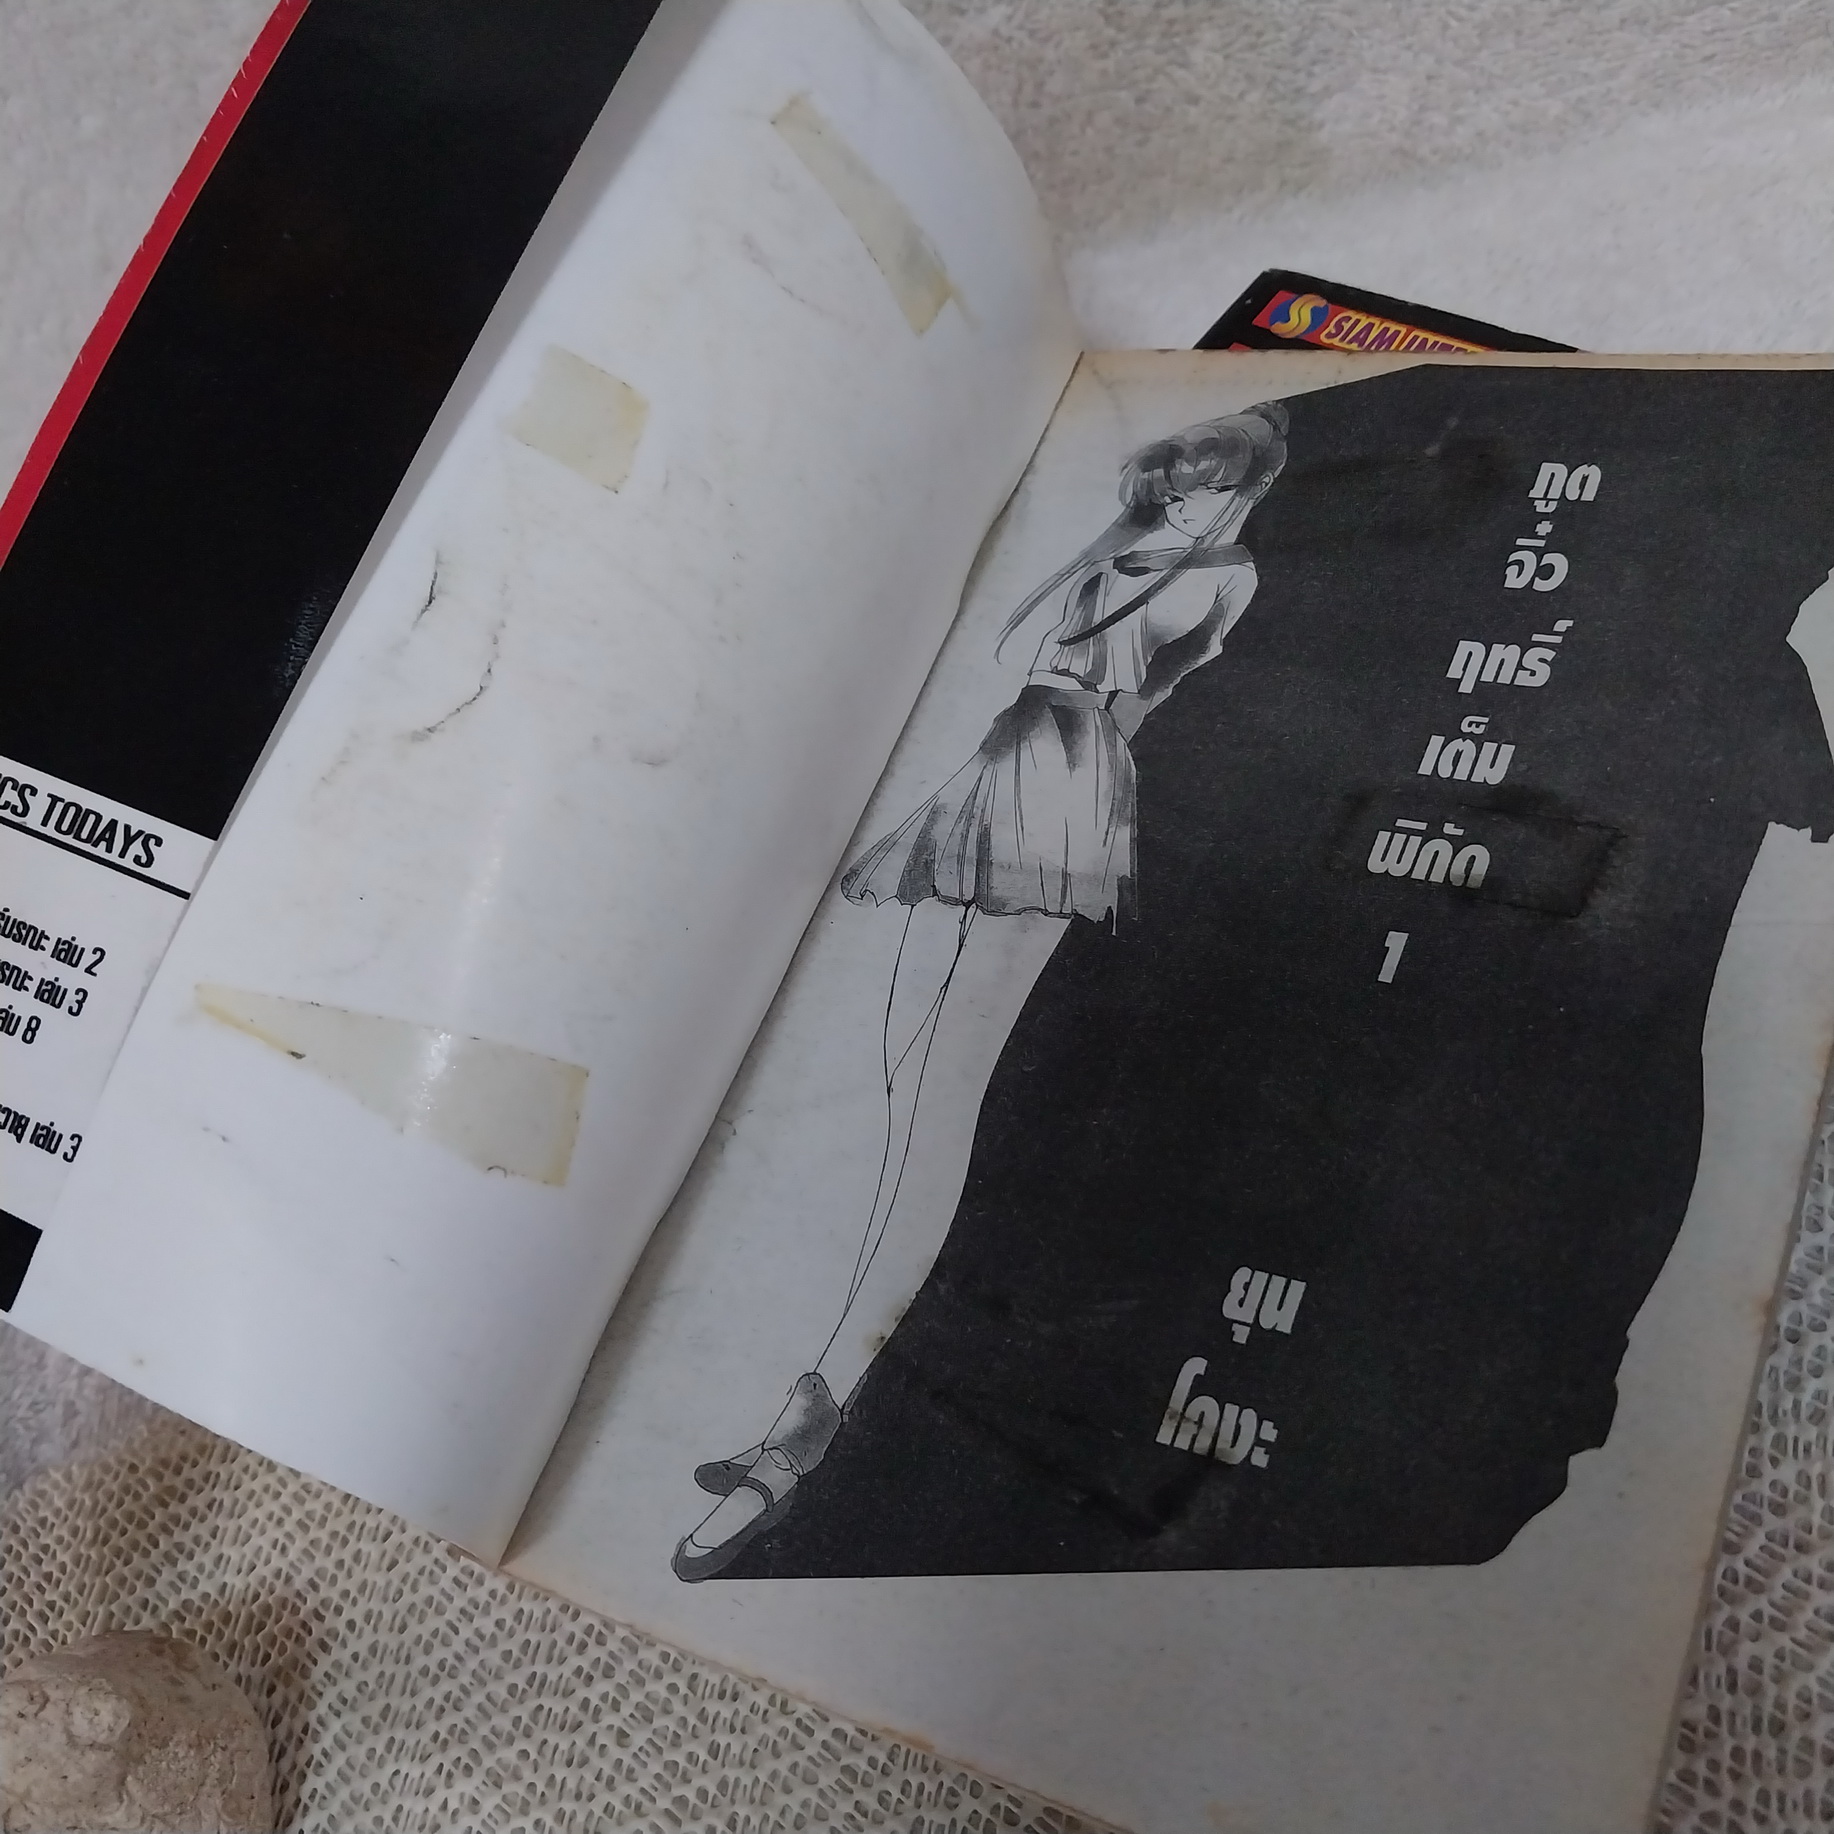 CS TODAYS
เล่ม 2
เล่ม 3
เล่ม 8
เล่ม 3
SIAM
ภูต
จิ๋ว
ฤทธิ์
เต็ม
พิกัด
1
ยุน
โคงะ